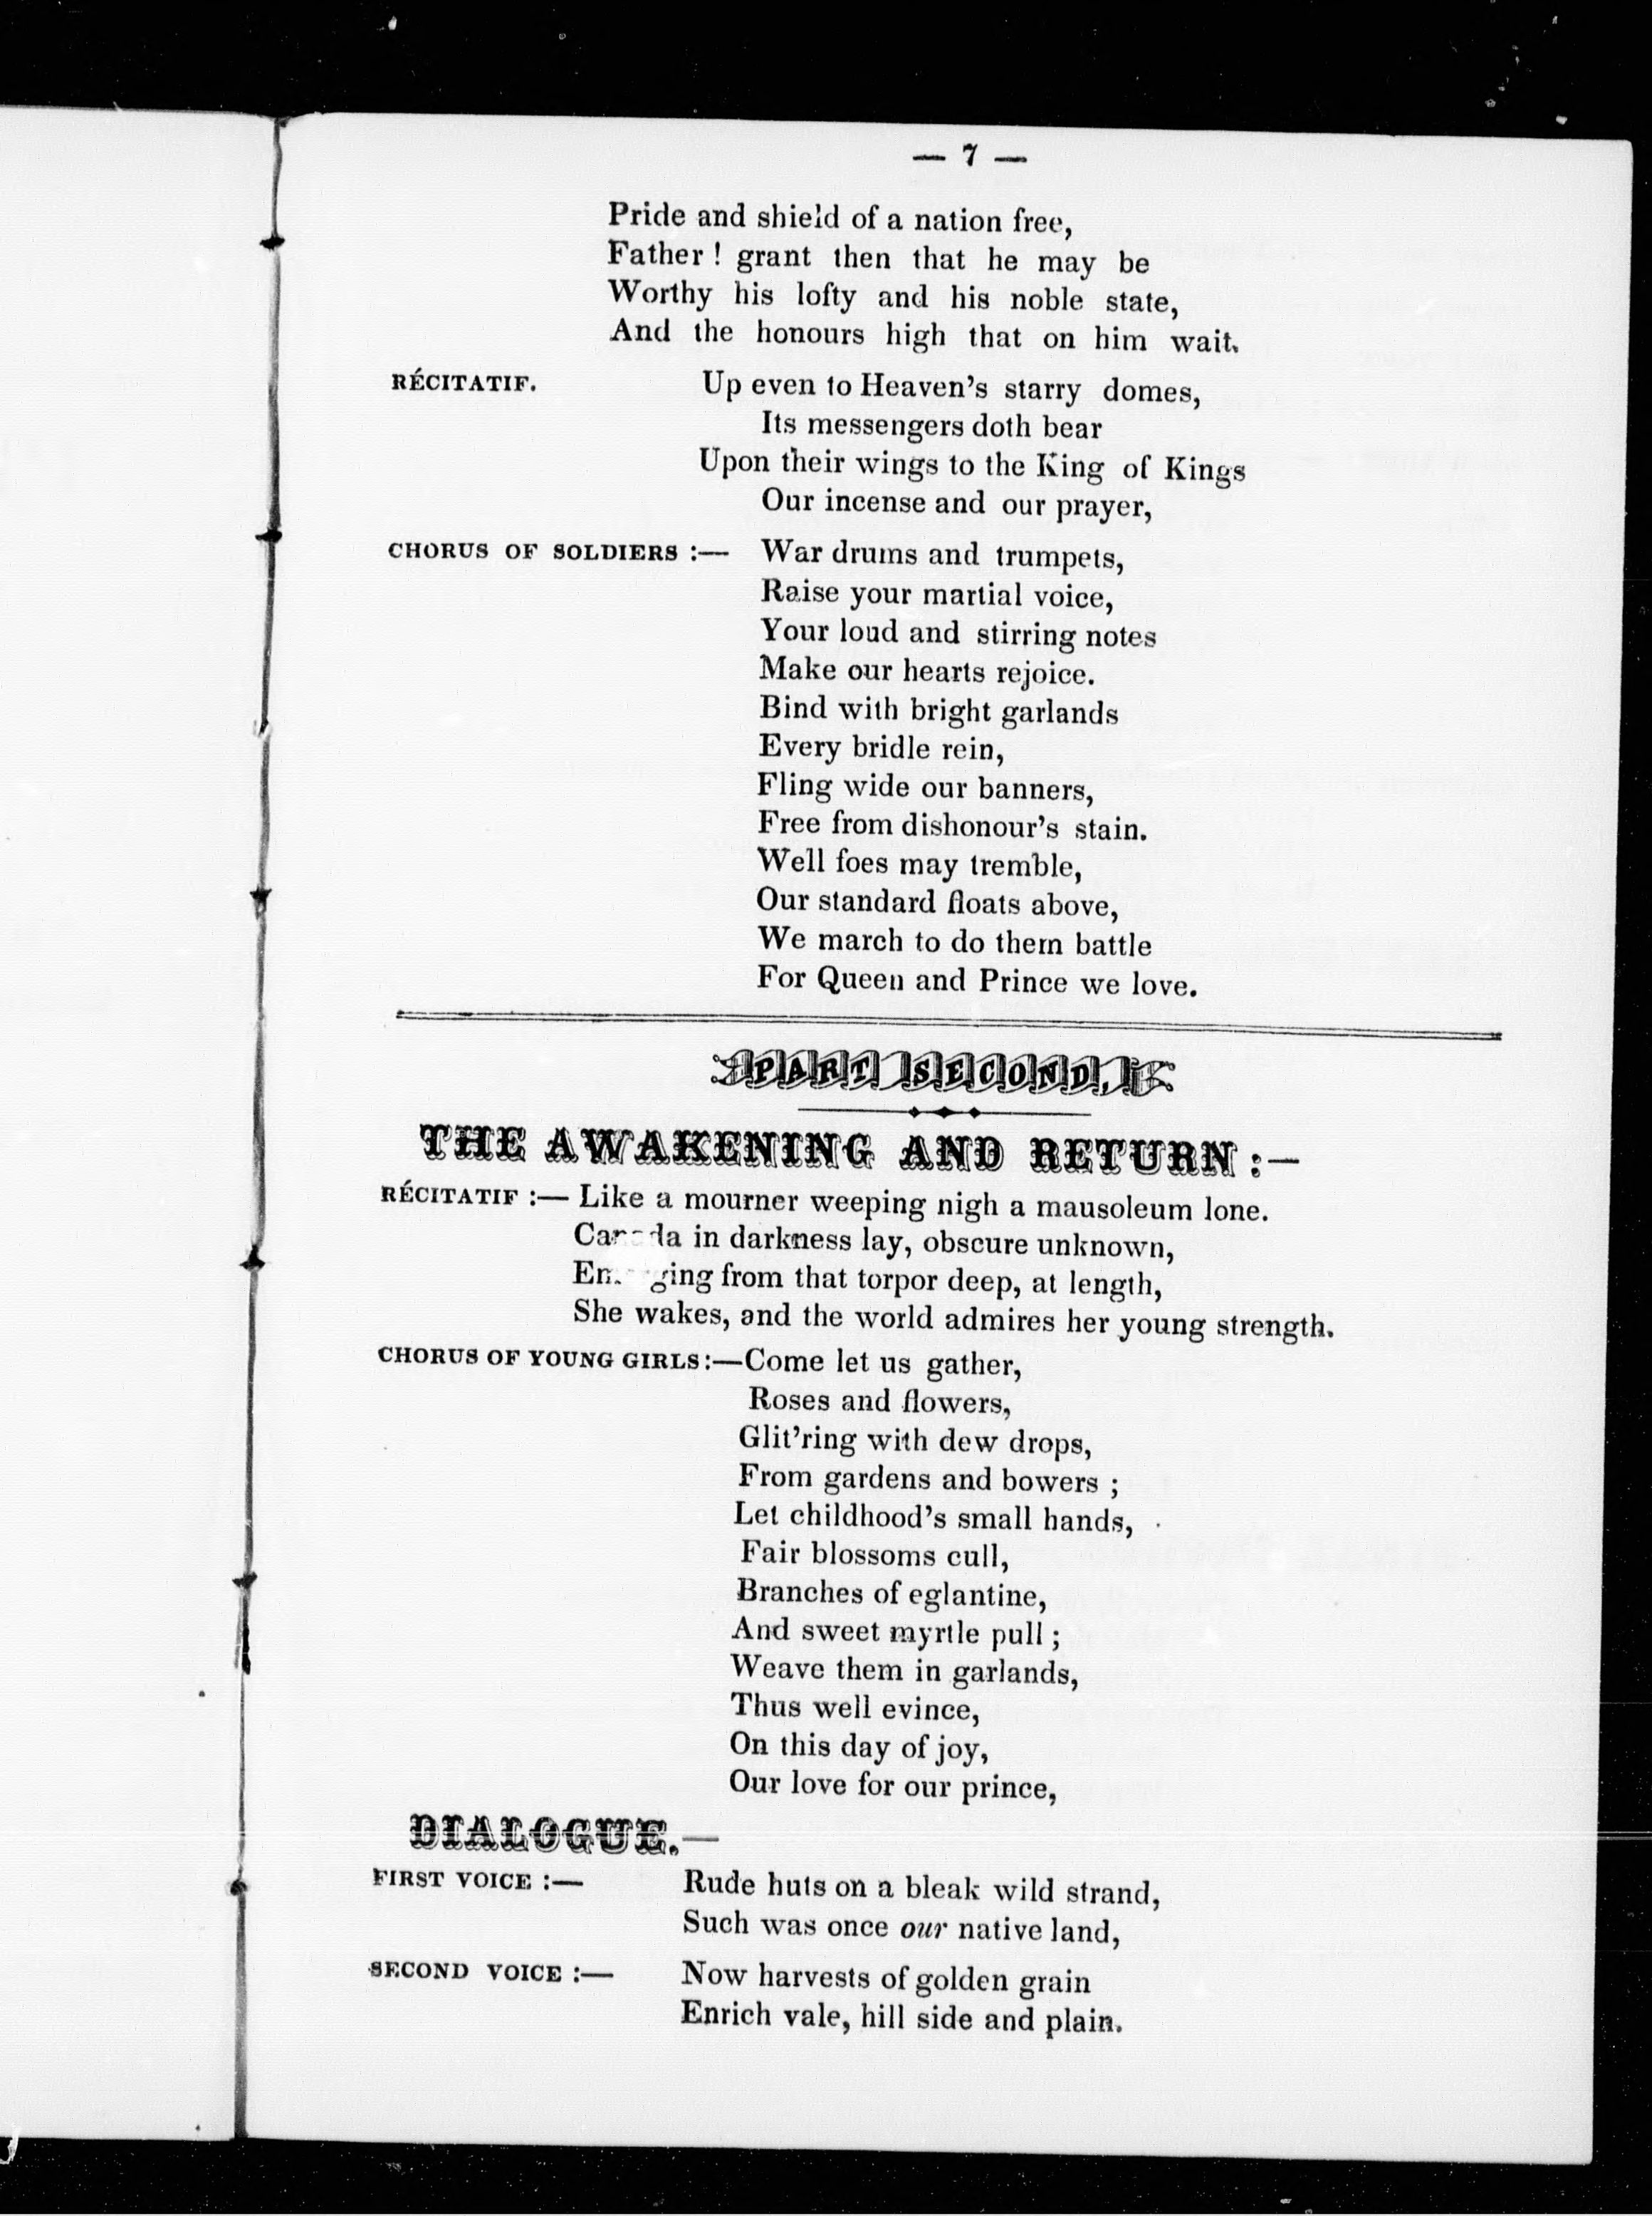 — 7 —
Pride and shield of a nation free,
Father ! grant then that he may be
Worthy his lofty and his noble state,
And the honours high that on him wait.
RÉCITATIF. Up even to Heaven's starry domes,
Its messengers doth bear
Upon their wings to the King of Kings
Our incense and our prayer,
CHORUS OF SOLDIERS :— War drums and trumpets,
Raise your martial voice,
Your loud and stirring notes
Make our hearts rejoice.
Bind with bright garlands
Every bridle rein,
Fling wide our banners,
Free from dishonour's stain.
Well foes may tremble,
Our standard floats above,
We march to do them battle
For Queen and Prince we love.
PART SECOND,
THE AWAKENING AND RETURN :—
RÉCITATIF :— Like a mourner weeping nigh a mausoleum lone.
Canada in darkness lay, obscure unknown,
Emerging from that torpor deep, at length,
She wakes, and the world admires her young strength.
CHORUS OF YOUNG GIRLS:—Come let us gather,
Roses and flowers,
Glit'ring with dew drops,
From gardens and bowers ;
Let childhood's small hands,
Fair blossoms cull,
Branches of eglantine,
And sweet myrtle pull ;
Weave them in garlands,
Thus well evince,
On this day of joy,
Our love for our prince,
DIALOGUE.—
FIRST VOICE :— Rude huts on a bleak wild strand,
Such was once our native land,
SECOND VOICE :— Now harvests of golden grain
Enrich vale, hill side and plain.